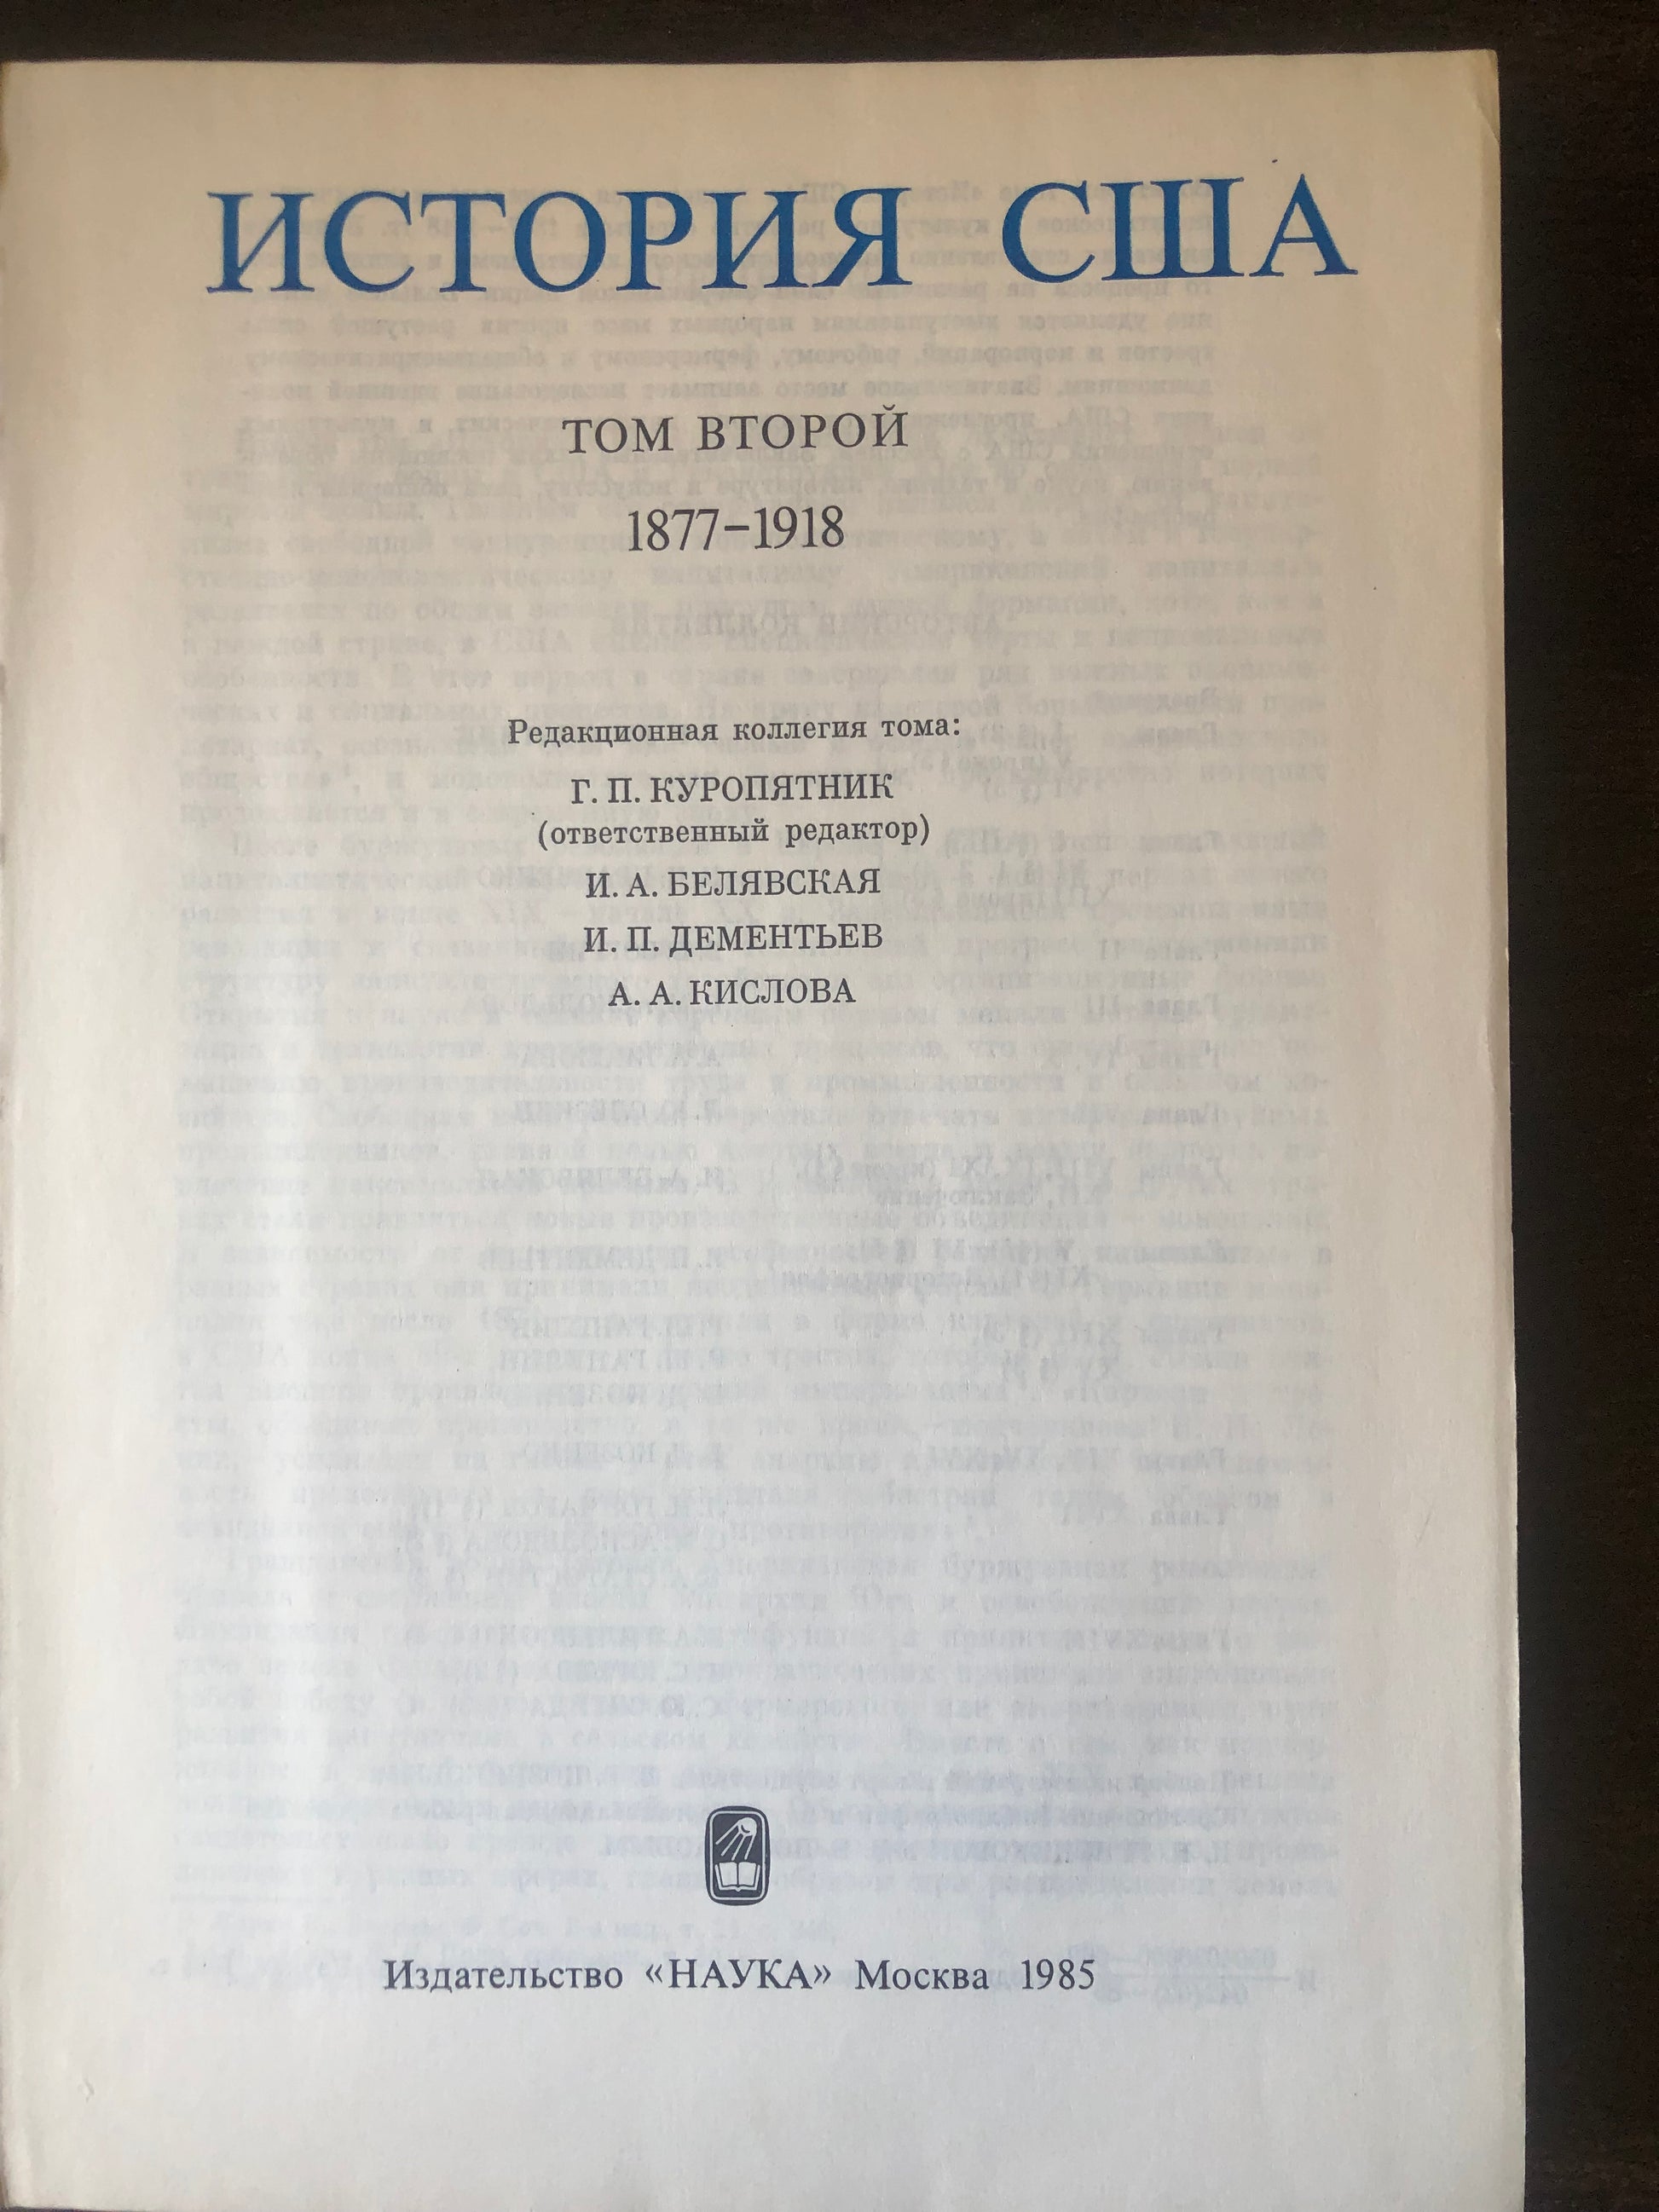 ИСТОРИЯ США
ТОМ ВТОРОЙ
1877–1918
Редакционная коллегия тома:
Г. П. КУРОПЯТНИК
(ответственный редактор)
И. А. БЕЛЯВСКАЯ
И. П. ДЕМЕНТЬЕВ
А. А. КИСЛОВА
Издательство «НАУКА» Москва 1985